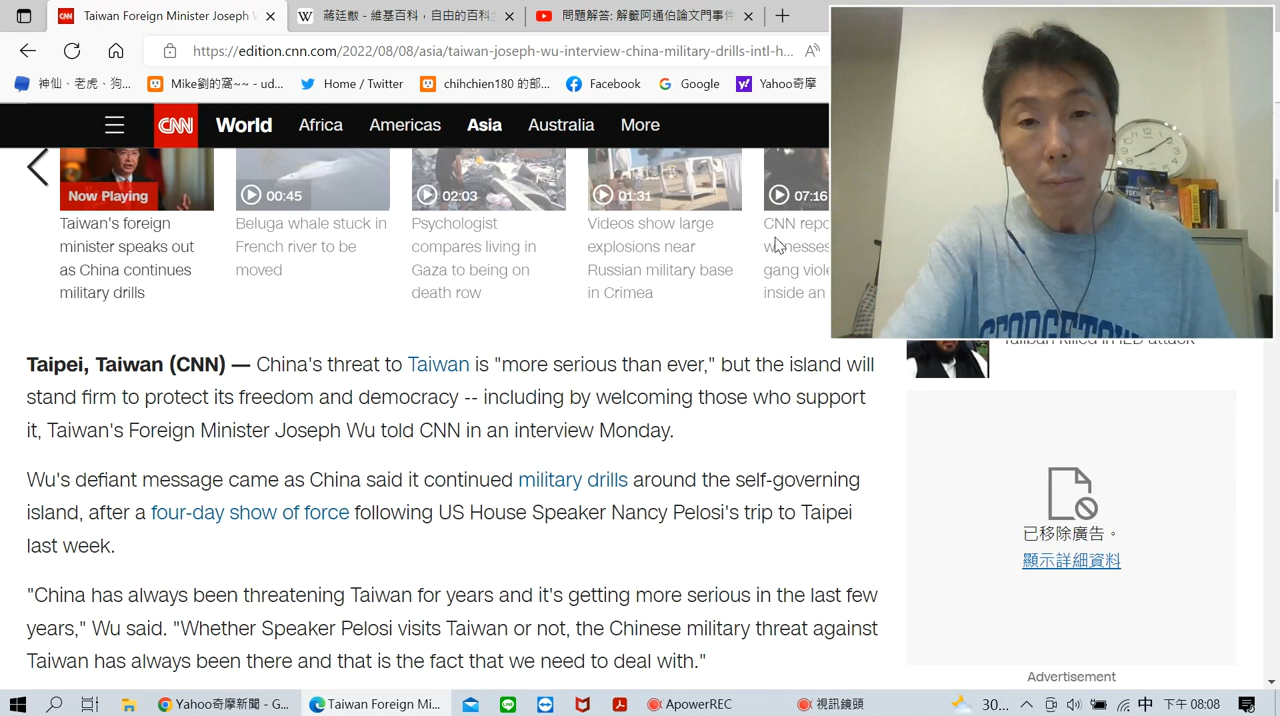 Taiwan Foreign Minister Joseph W
蔣廷黻 - 維基百科，自由的百科全
問題解答: 解籤阿通伯論文門事件
https://edition.cnn.com/2022/08/08/asia/taiwan-joseph-wu-interview-china-military-drills-intl-h...
神仙、老虎、狗...
Mike劉的窩~~ - ud...
Home / Twitter
chihchien180 的部...
Facebook
Google
Yahoo奇摩
CNN World Africa Americas Asia Australia More
Now Playing
00:45
02:03
01:31
07:16
Taiwan's foreign
minister speaks out
as China continues
military drills
Beluga whale stuck in
French river to be
moved
Psychologist
compares living in
Gaza to being on
death row
Videos show large
explosions near
Russian military base
in Crimea
CNN repo
witnesses
gang viole
inside an
Taliban killed in IED attack
Taipei, Taiwan (CNN) — China's threat to Taiwan is "more serious than ever," but the island will
stand firm to protect its freedom and democracy -- including by welcoming those who support
it, Taiwan's Foreign Minister Joseph Wu told CNN in an interview Monday.
Wu's defiant message came as China said it continued military drills around the self-governing
island, after a four-day show of force following US House Speaker Nancy Pelosi's trip to Taipei
last week.
"China has always been threatening Taiwan for years and it's getting more serious in the last few
years," Wu said. "Whether Speaker Pelosi visits Taiwan or not, the Chinese military threat against
Taiwan has always been there and that is the fact that we need to deal with."
已移除廣告。
顯示詳細資料
Advertisement
Yahoo奇摩新聞 - G...
Taiwan Foreign Mi...
ApowerREC
視訊鏡頭
30...
中
下午 08:08